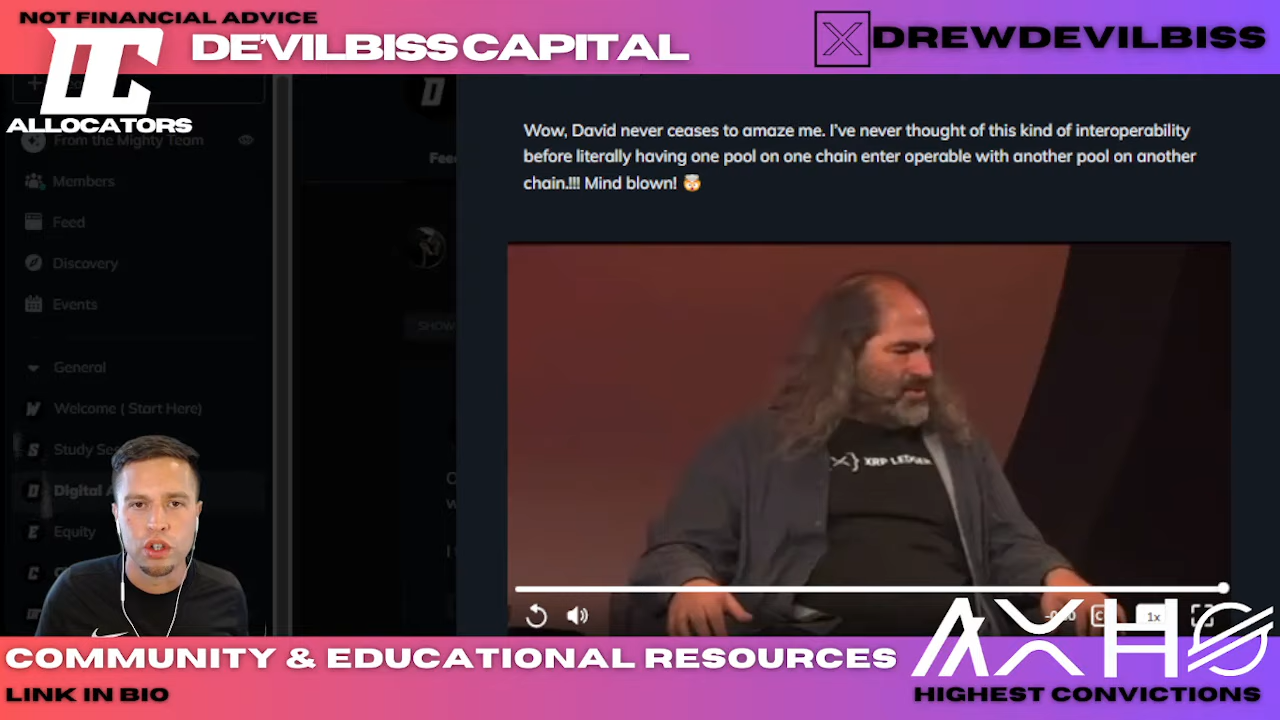 NOT FINANCIAL ADVICE
DE'VILBISS CAPITAL
DREWDEVILBISS
ALLOCATORS
From the Mighty Team
Members
Feed
Discovery
Events
General
Welcome ( Start Here)
Digital
Equity
Wow, David never ceases to amaze me. I've never thought of this kind of interoperability
before literally having one pool on one chain enter operable with another pool on another
chain.!!! Mind blown! 🤯
XRP LEDGER
1x
COMMUNITY & EDUCATIONAL RESOURCES
LINK IN BIO
HIGHEST CONVICTIONS